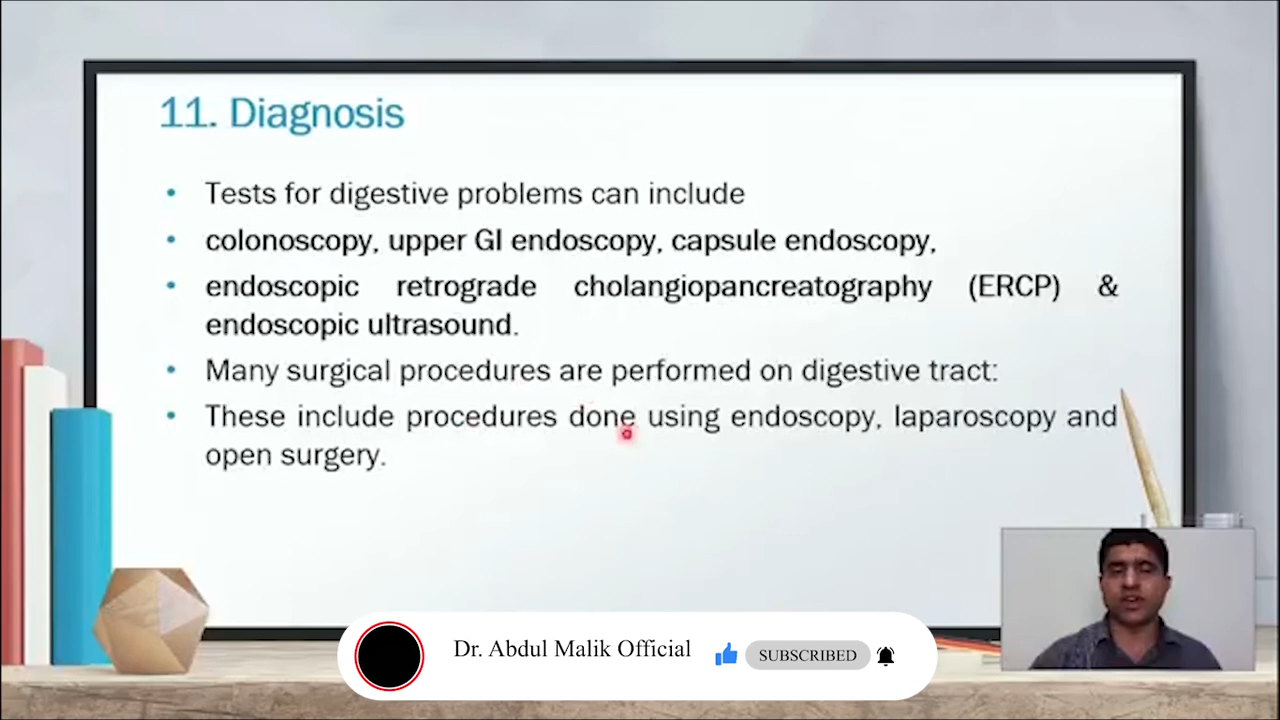 11. Diagnosis
• Tests for digestive problems can include
• colonoscopy, upper GI endoscopy, capsule endoscopy,
• endoscopic retrograde cholangiopancreatography (ERCP) &
endoscopic ultrasound.
• Many surgical procedures are performed on digestive tract:
• These include procedures done using endoscopy, laparoscopy and
open surgery.
Dr. Abdul Malik Official
SUBSCRIBED